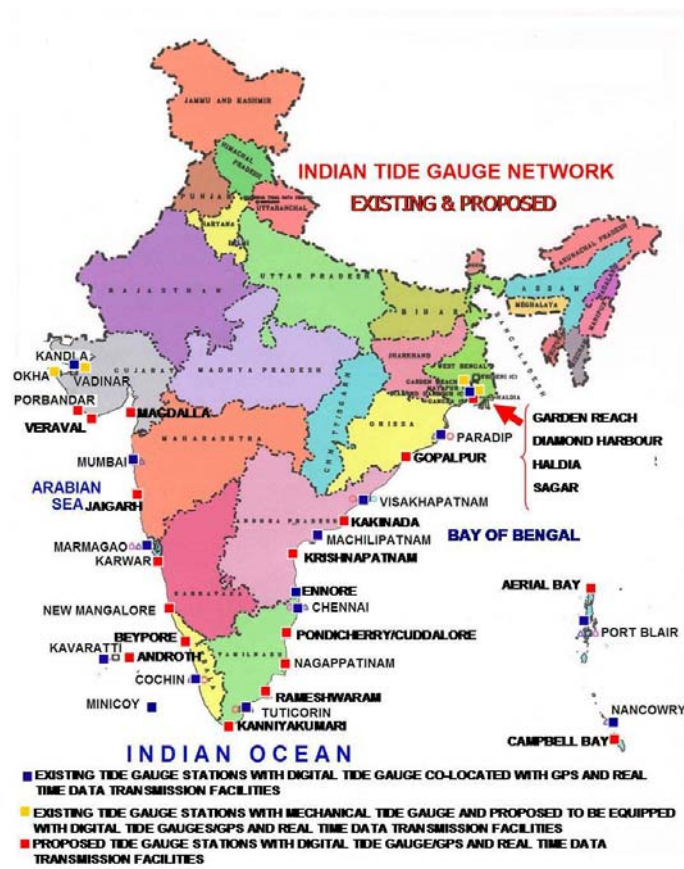 JAMMU AND KASHMIR
HIMACHAL
PRADESH
INDIAN TIDE GAUGE NETWORK
EXISTING & PROPOSED
PUNJAB
UTTARANCHAL
HARYANA
DELHI
RAJASTHAN
UTTAR PRADESH
BIHAR
ARUNACHAL PRADESH
ASSAM
MEGHALAYA
BANGLADESH
JHARKHAND
WEST BENGAL
GUJARAT
MADHYA PRADESH
CHHATTISGARH
ORISSA
MAHARASHTRA
ANDHRA PRADESH
KARNATAKA
TAMILNADU
KANDLA
OKHA
VADINAR
PORBANDAR
VERAVAL
MAGDALLA
MUMBAI
ARABIAN
SEA
JAIGARH
MARMAGAO
KARWAR
NEW MANGALORE
BEYPORE
KAVARATTI
ANDROTH
COCHIN
MINICOY
GARDEN REACH
HALDIA
GARDEN REACH
DIAMOND HARBOUR
HALDIA
SAGAR
PARADIP
GOPALPUR
VISAKHAPATNAM
KAKINADA
MACHILIPATNAM
BAY OF BENGAL
KRISHNAPATNAM
ENNORE
CHENNAI
PONDICHERRY/CUDDALORE
NAGAPPATINAM
RAMESHWARAM
TUTICORIN
KANNIYAKUMARI
AERIAL BAY
PORT BLAIR
NANCOWRY
CAMPBELL BAY
INDIAN OCEAN
EXISTING TIDE GAUGE STATIONS WITH DIGITAL TIDE GAUGE CO-LOCATED WITH GPS AND REAL
TIME DATA TRANSMISSION FACILITIES
EXISTING TIDE GAUGE STATIONS WITH MECHANICAL TIDE GAUGE AND PROPOSED TO BE EQUIPPED
WITH DIGITAL TIDE GAUGES/GPS AND REAL TIME DATA TRANSMISSION FACILITIES
PROPOSED TIDE GAUGE STATIONS WITH DIGITAL TIDE GAUGE/GPS AND REAL TIME DATA
TRANSMISSION FACILITIES